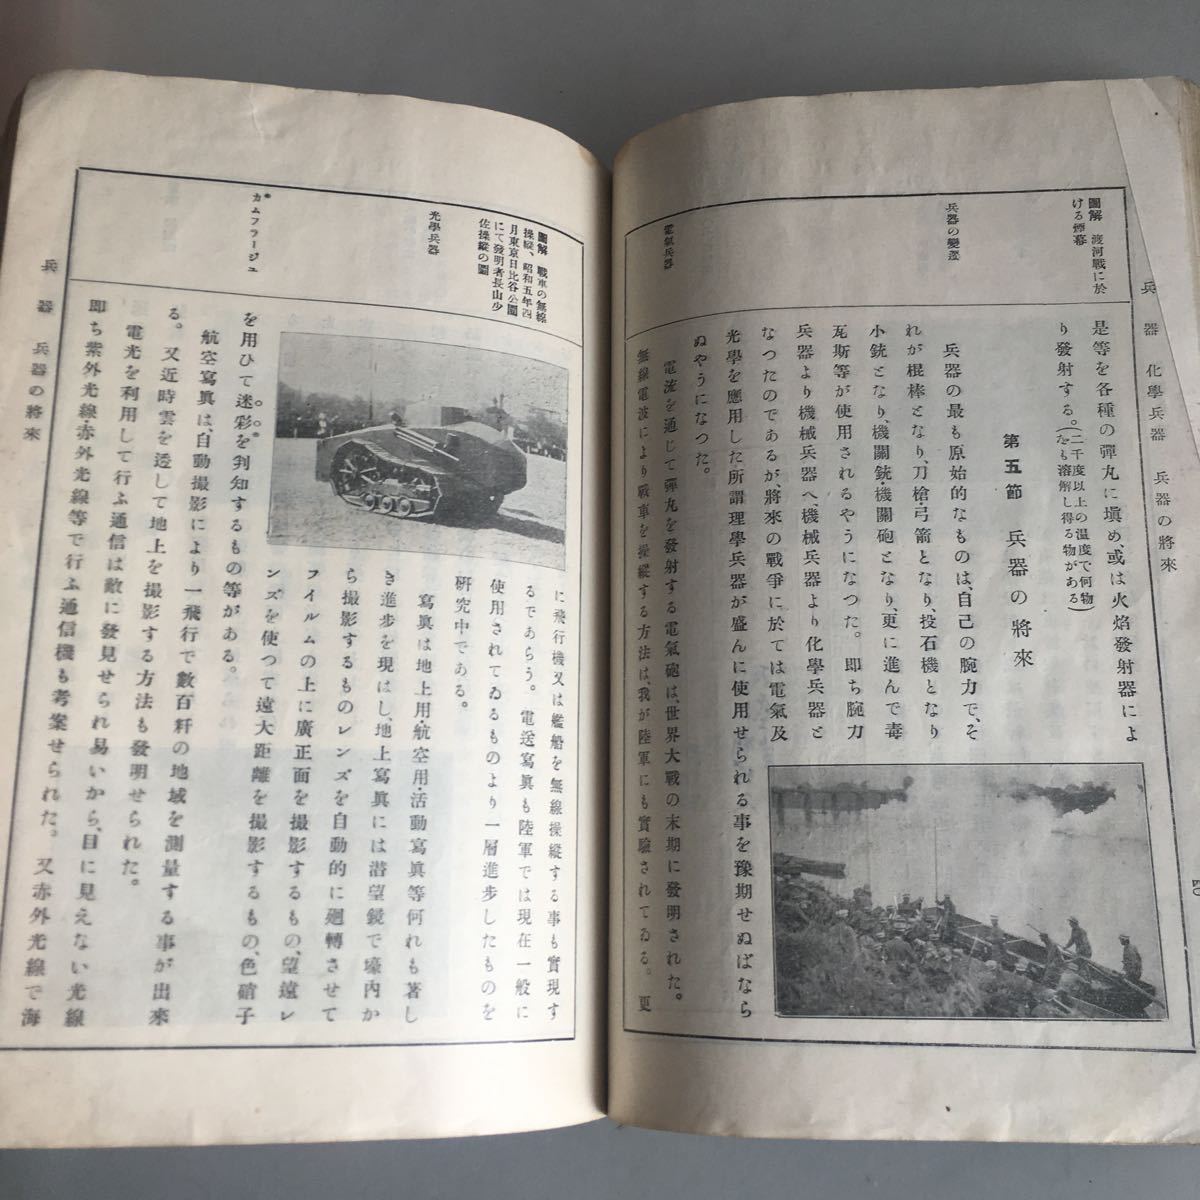 兵器 化學兵器 兵器の將來
圖解 渡河戰に於
ける煙幕
兵器の變遷
電氣兵器
是等を各種の彈丸に塡め、或は火焰發射器によ
り發射する。(二千度以上の温度で何物をも溶解し得る物がある)
第五節 兵器の將來
兵器の最も原始的なものは、自己の腕力で、そ
れが棍棒となり、刀槍・弓箭となり、投石機となり
小銃となり、機關銃・機關砲となり、更に進んで毒
瓦斯等が使用されるやうになつた。卽ち腕力
兵器より機械兵器へ、機械兵器より化學兵器と
なつたのであるが、將來の戰爭に於ては電氣及
光學を應用した所謂理學兵器が盛んに使用せられる事を豫期せぬばなら
ぬやうになつた。
電流を通じて彈丸を發射する電氣砲は、世界大戰の末期に發明された。
無線電波により戰車を操縱する方法は、我が陸軍にも實驗されてゐる。更
圖解 戰車の無線
操縱、昭和五年四
月東京日比谷公園
にて發明者長山少
佐操縱の圖
光學兵器
カムフラージユ
に飛行機又は艦船を無線操縱する事も實現す
るであらう。電送寫眞も陸軍では現在一般に
使用されてゐるものより一層進步したものを
硏究中である。
寫眞は地上用・航空用・活動寫眞等何れも著し
き進步を現はし、地上寫眞には潛望鏡で壕内か
ら撮影するもの レンズを自動的に廻轉させて
フイルムの上に廣正面を撮影するもの、望遠レ
ンズを使つて遠大距離を撮影するもの、色硝子
を用ひて迷彩を判知するもの等がある。
航空寫眞は、自動撮影により一飛行で數百粁の地域を測量する事が出來
る。又近時雲を透して地上を撮影する方法も發明せられた。
電光を利用して行ふ通信は敵に發見せられ易いから、目に見えない光線
卽ち紫外光線・赤外光線等で行ふ通信機も考案せられた。又赤外光線で海
兵器 兵器の將來